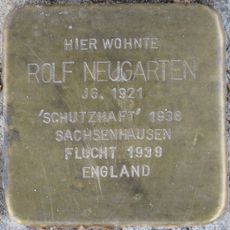 HIER WOHNTE
ROLF NEUGARTEN
JG. 1921
'SCHUTZHAFT' 1938
SACHSENHAUSEN
FLUCHT 1939
ENGLAND